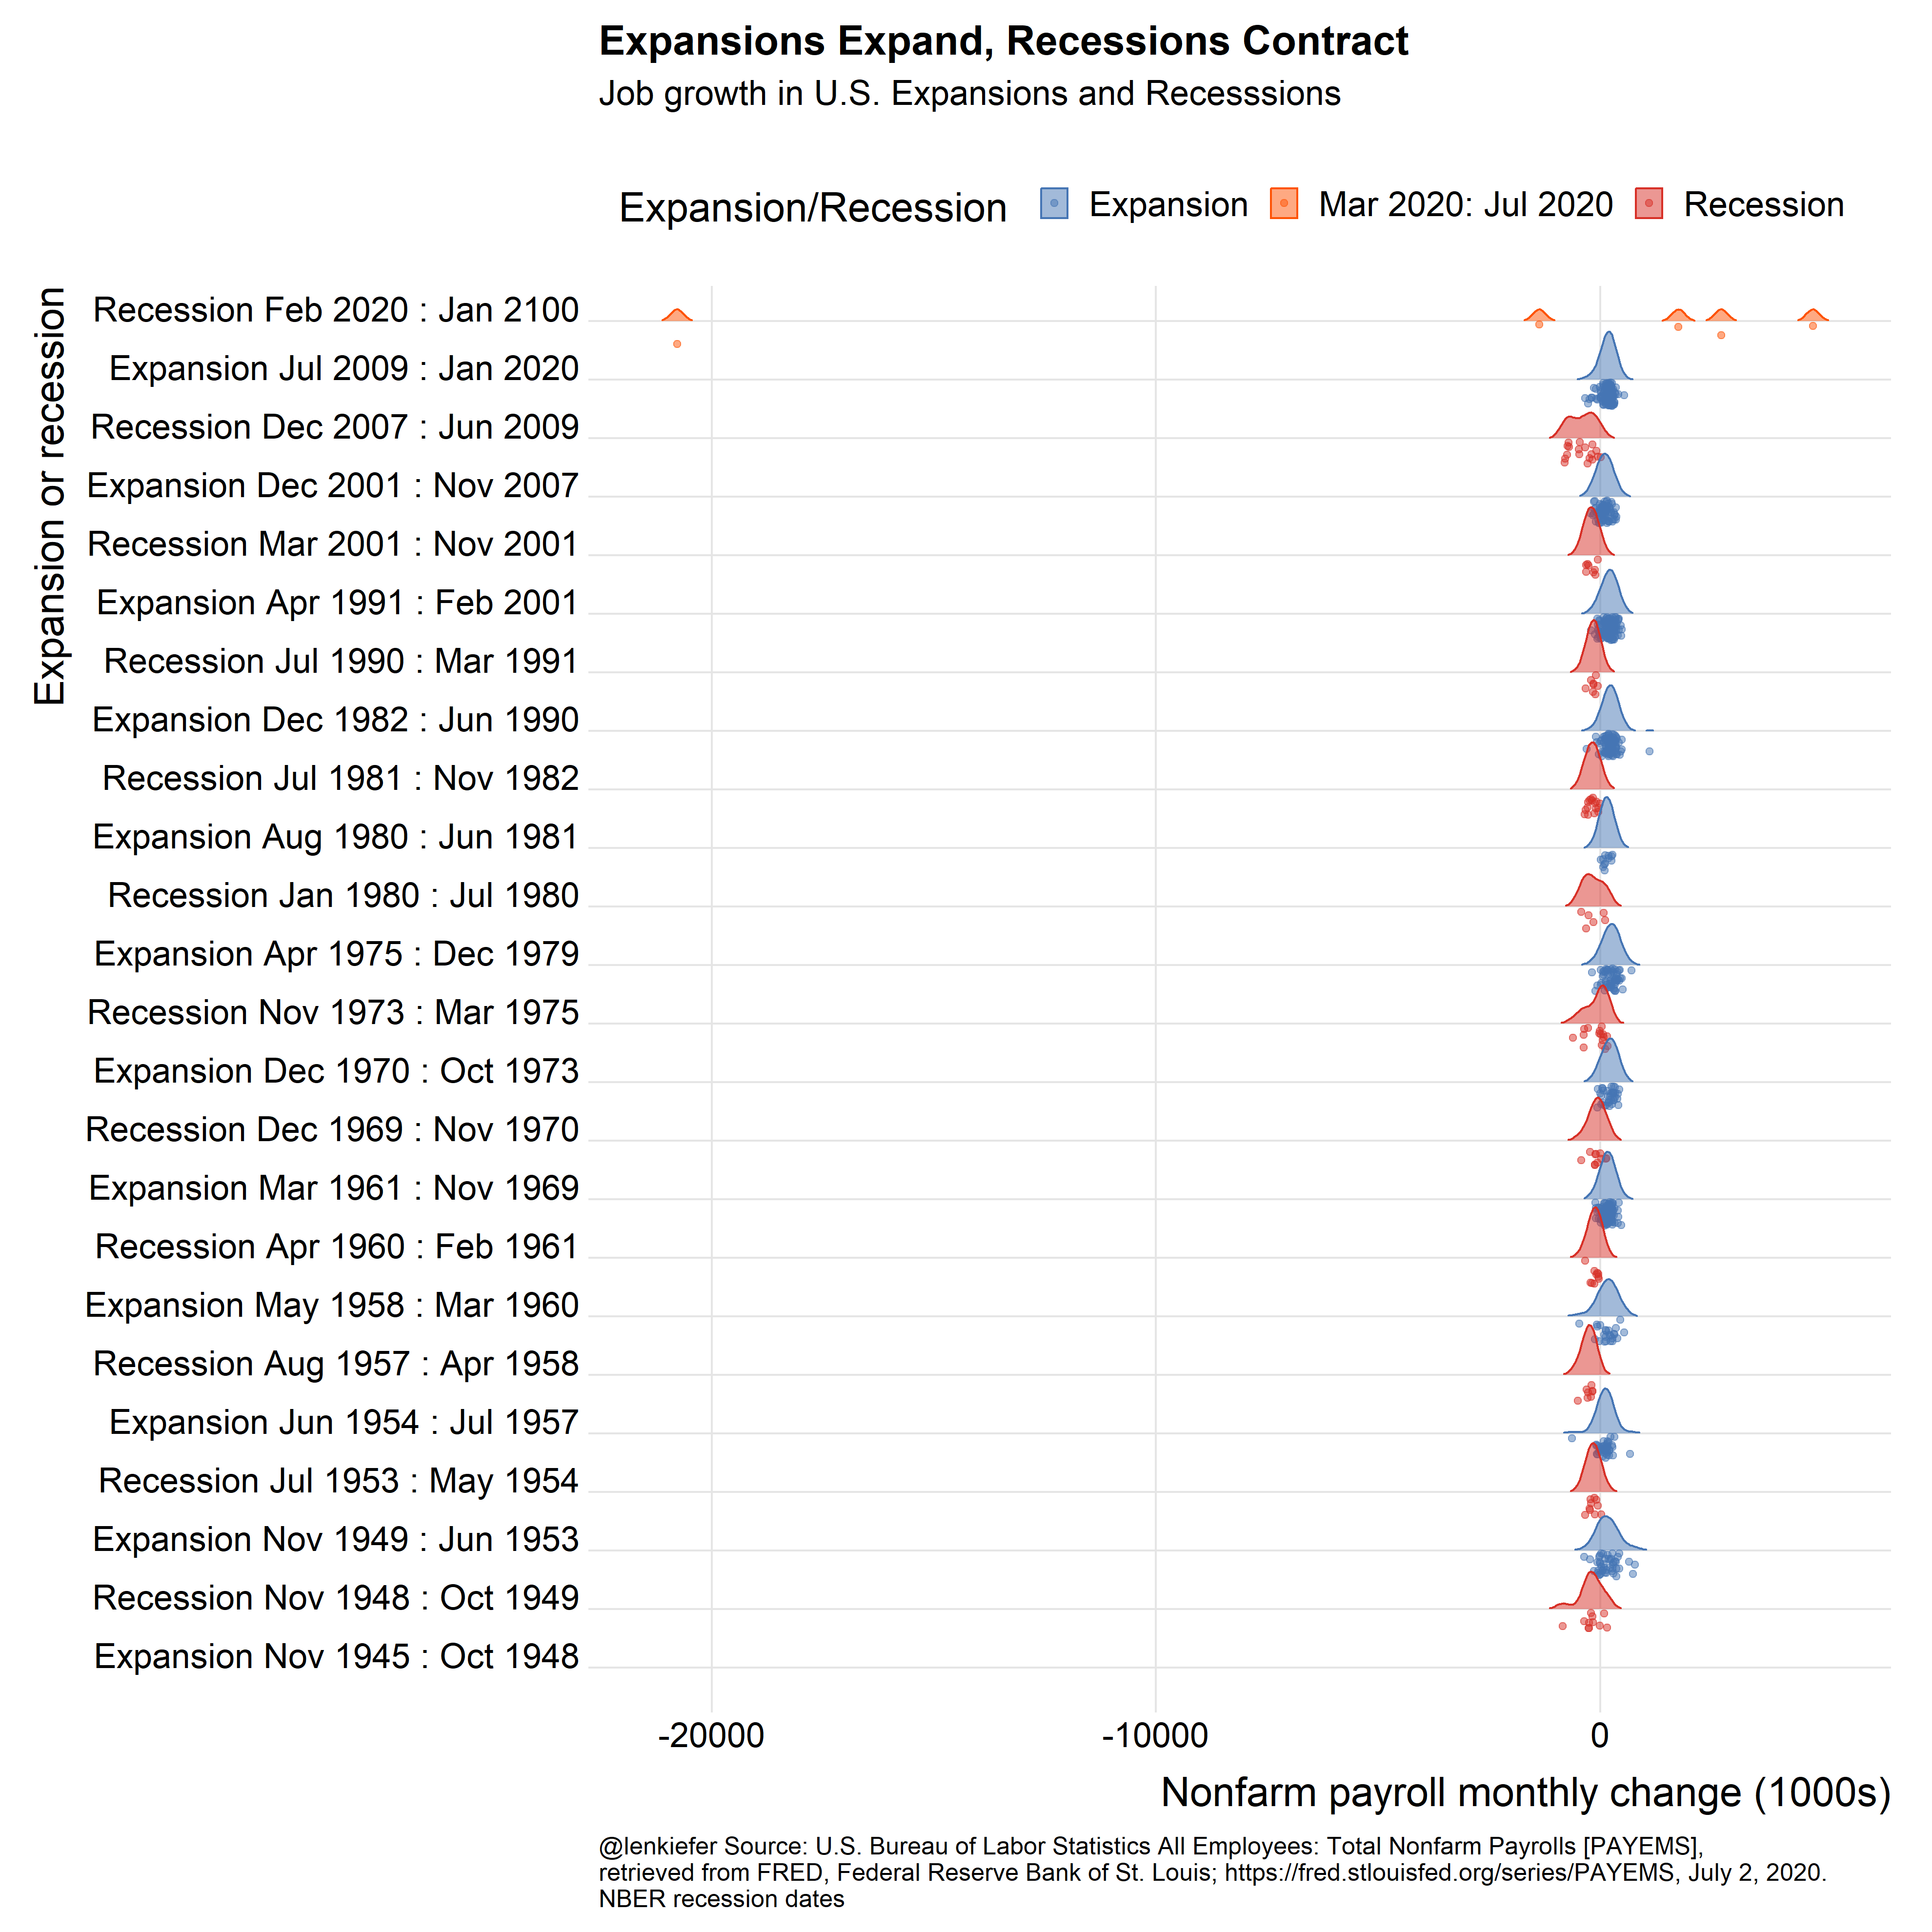 Expansions Expand, Recessions Contract
Job growth in U.S. Expansions and Recesssions
Expansion/Recession
Expansion
Mar 2020: Jul 2020
Recession
Expansion or recession
Recession Feb 2020 : Jan 2100
Expansion Jul 2009 : Jan 2020
Recession Dec 2007 : Jun 2009
Expansion Dec 2001 : Nov 2007
Recession Mar 2001 : Nov 2001
Expansion Apr 1991 : Feb 2001
Recession Jul 1990 : Mar 1991
Expansion Dec 1982 : Jun 1990
Recession Jul 1981 : Nov 1982
Expansion Aug 1980 : Jun 1981
Recession Jan 1980 : Jul 1980
Expansion Apr 1975 : Dec 1979
Recession Nov 1973 : Mar 1975
Expansion Dec 1970 : Oct 1973
Recession Dec 1969 : Nov 1970
Expansion Mar 1961 : Nov 1969
Recession Apr 1960 : Feb 1961
Expansion May 1958 : Mar 1960
Recession Aug 1957 : Apr 1958
Expansion Jun 1954 : Jul 1957
Recession Jul 1953 : May 1954
Expansion Nov 1949 : Jun 1953
Recession Nov 1948 : Oct 1949
Expansion Nov 1945 : Oct 1948
-20000
-10000
0
Nonfarm payroll monthly change (1000s)
@lenkiefer Source: U.S. Bureau of Labor Statistics All Employees: Total Nonfarm Payrolls [PAYEMS],
retrieved from FRED, Federal Reserve Bank of St. Louis; https://fred.stlouisfed.org/series/PAYEMS, July 2, 2020.
NBER recession dates